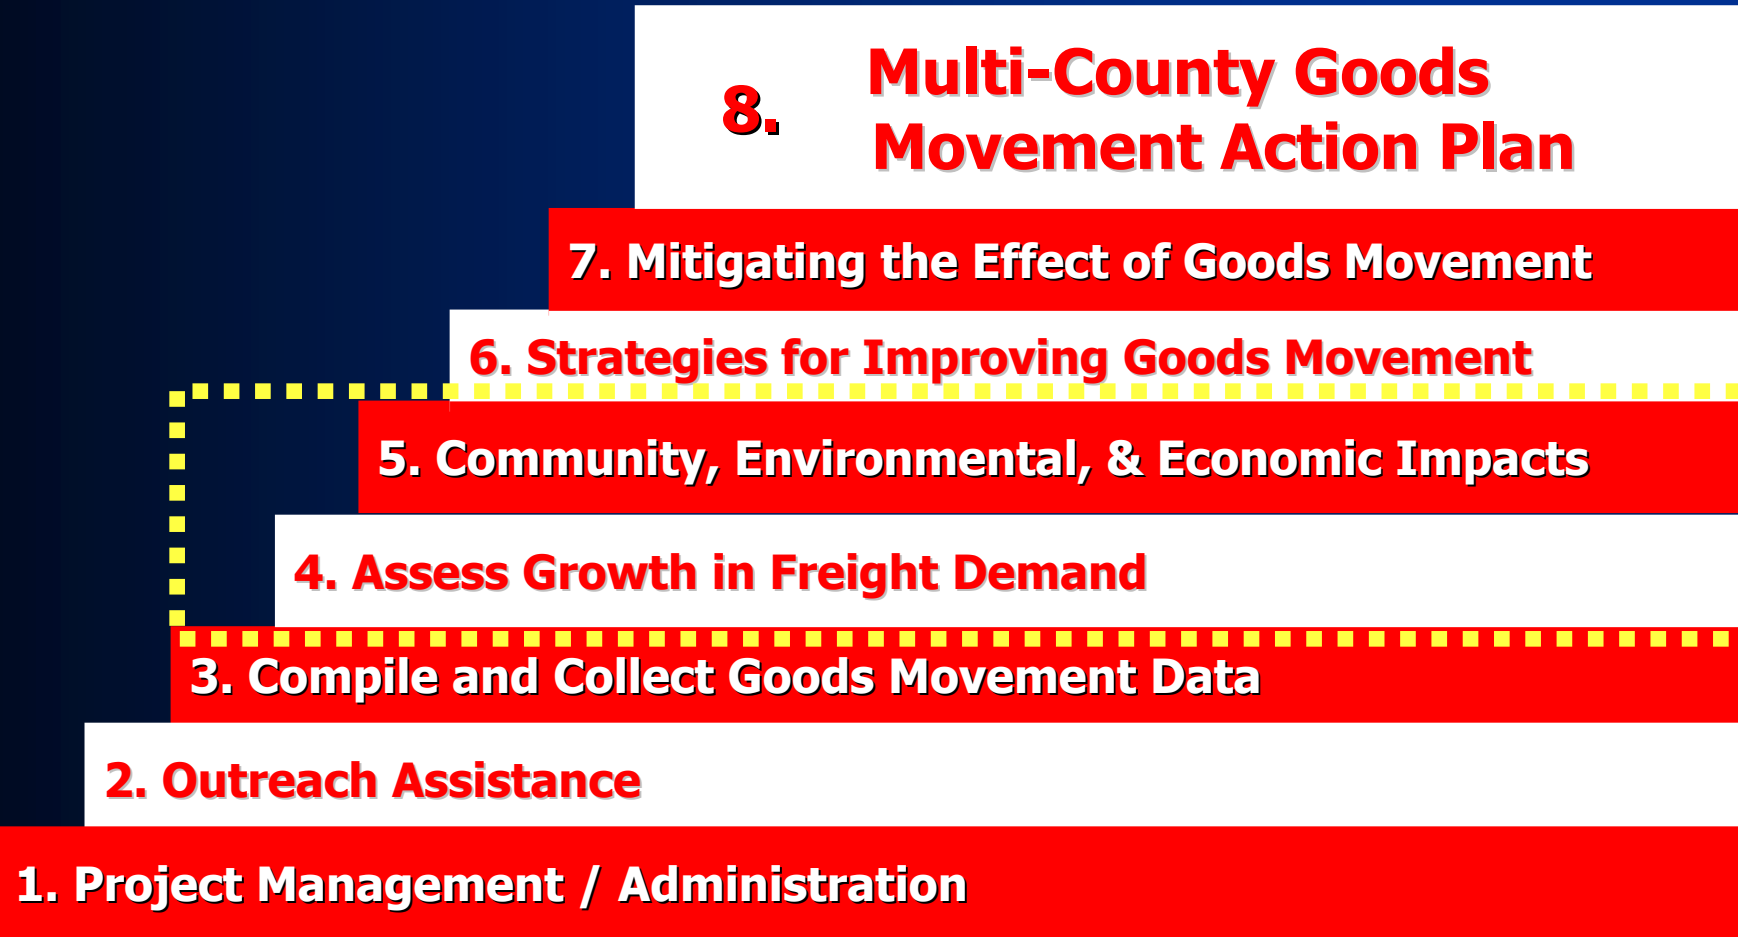 8. Multi-County Goods
Movement Action Plan
7. Mitigating the Effect of Goods Movement
6. Strategies for Improving Goods Movement
5. Community, Environmental, & Economic Impacts
4. Assess Growth in Freight Demand
3. Compile and Collect Goods Movement Data
2. Outreach Assistance
1. Project Management / Administration